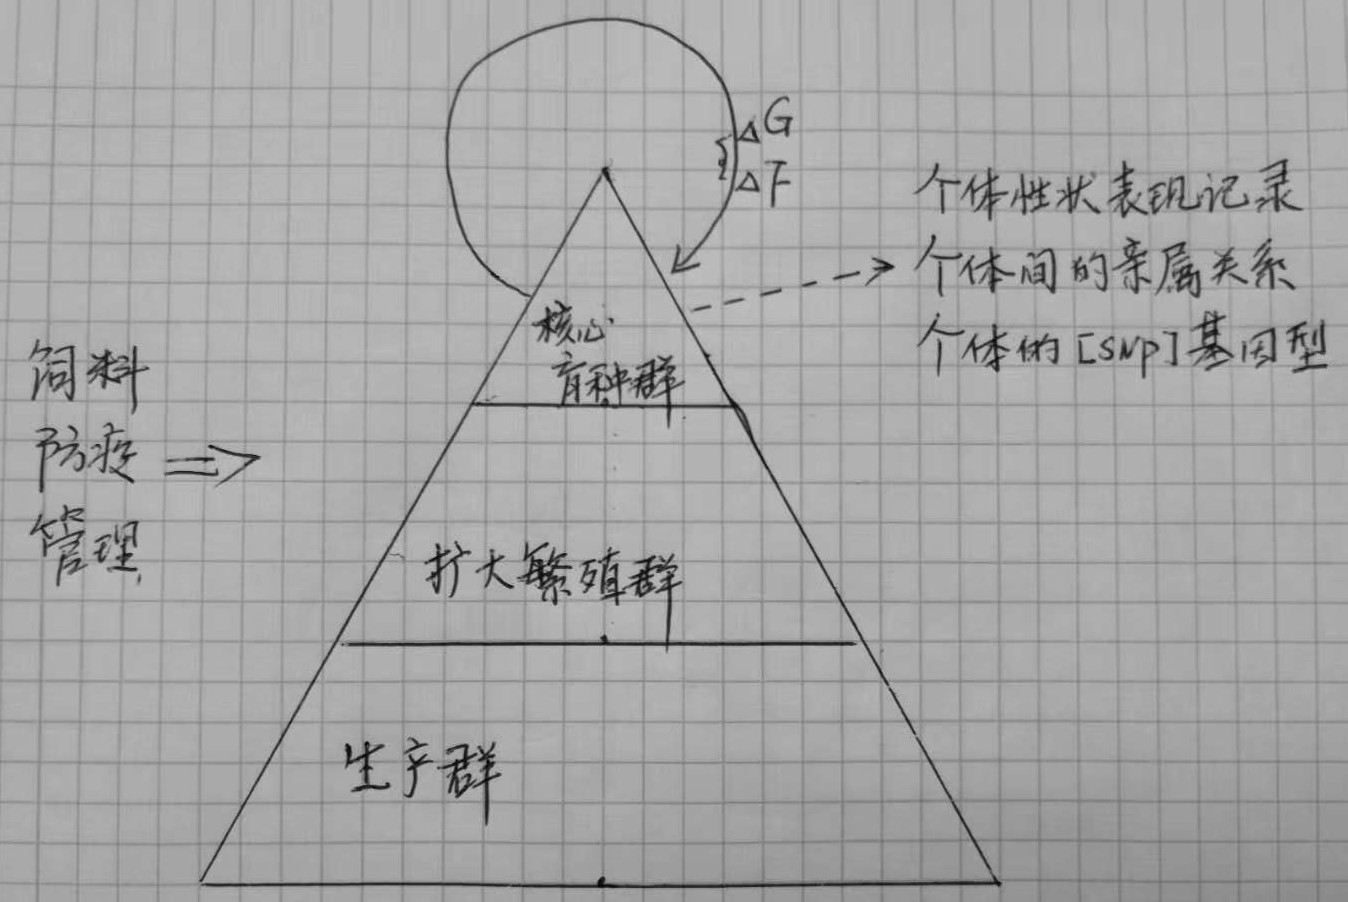 △G
△F
个体性状表现记录
个体间的亲属关系
个体的[SNP]基因型
核心
育种群
饲料
防疫
管理
扩大繁殖群
生产群